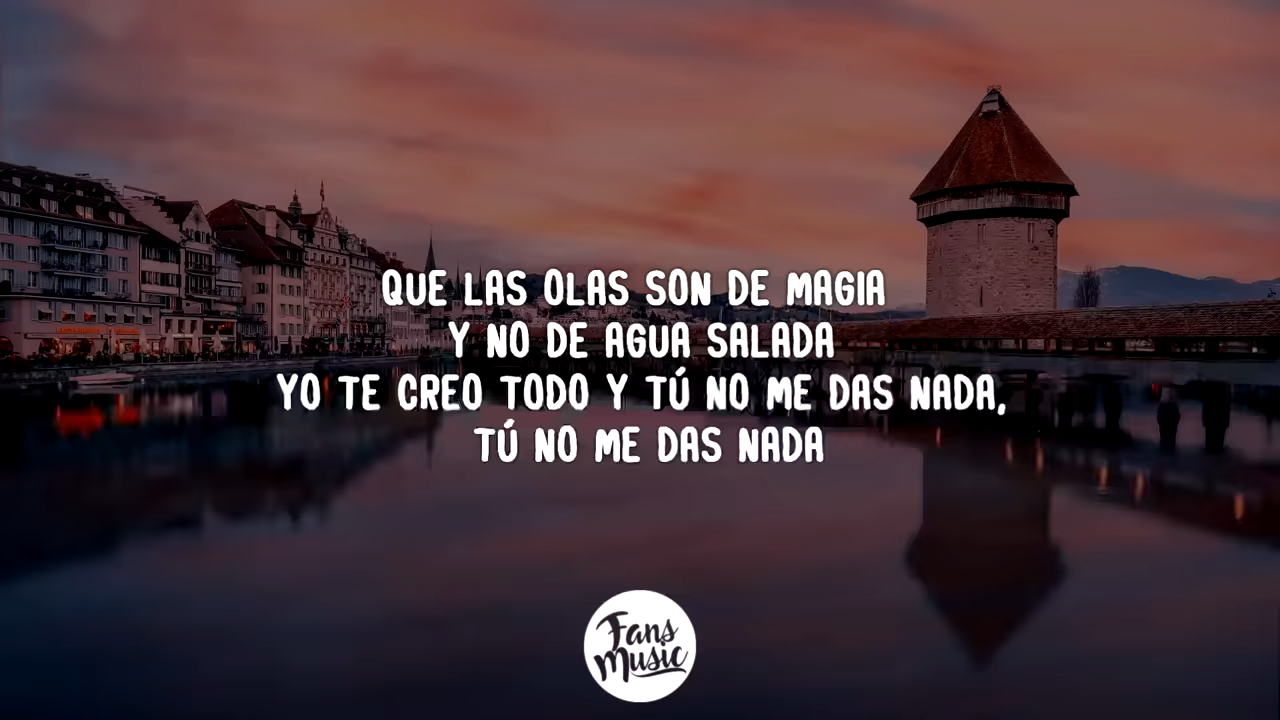 QUE LAS OLAS SON DE MAGIA
Y NO DE AGUA SALADA
YO TE CREO TODO Y TÚ NO ME DAS NADA,
TÚ NO ME DAS NADA
Fans
Music